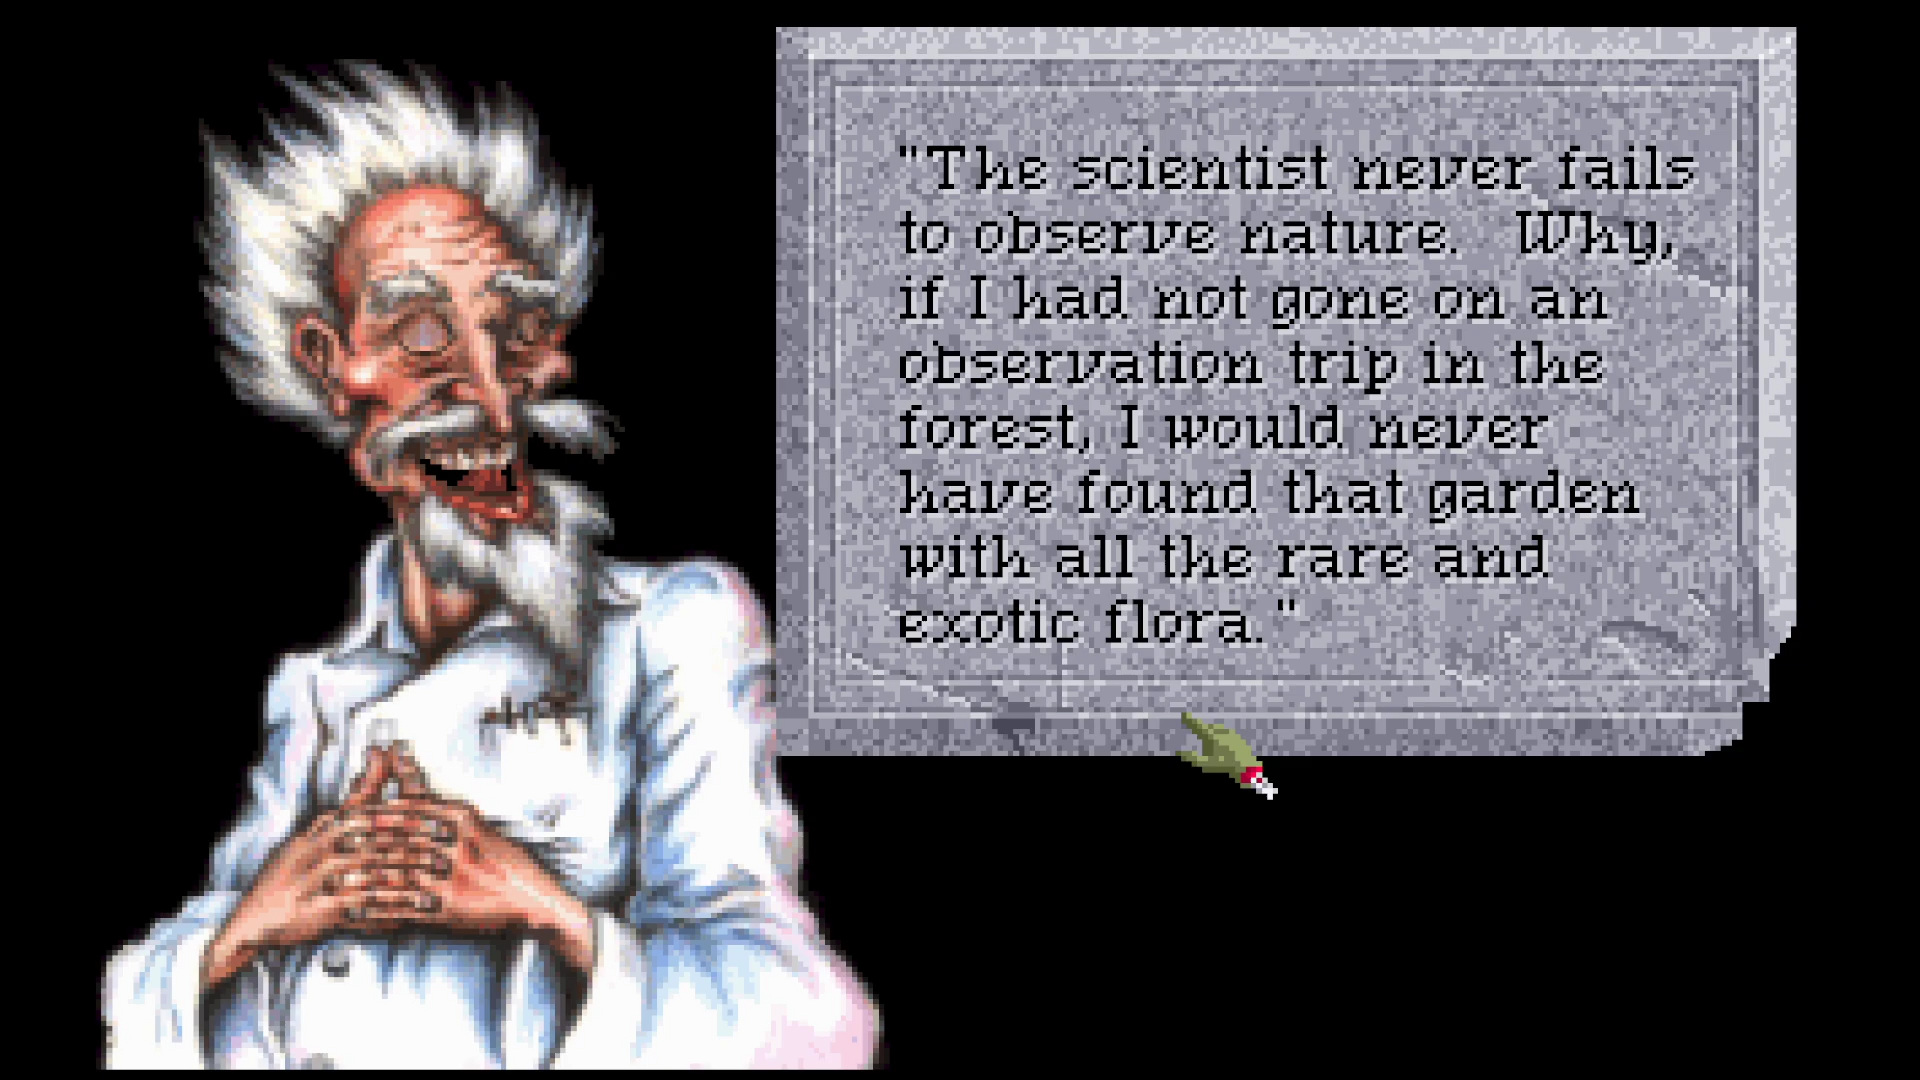 "The scientist never fails
to observe nature.  Why,
if I had not gone on an
observation trip in the
forest, I would never
have found that garden
with all the rare and
exotic flora."